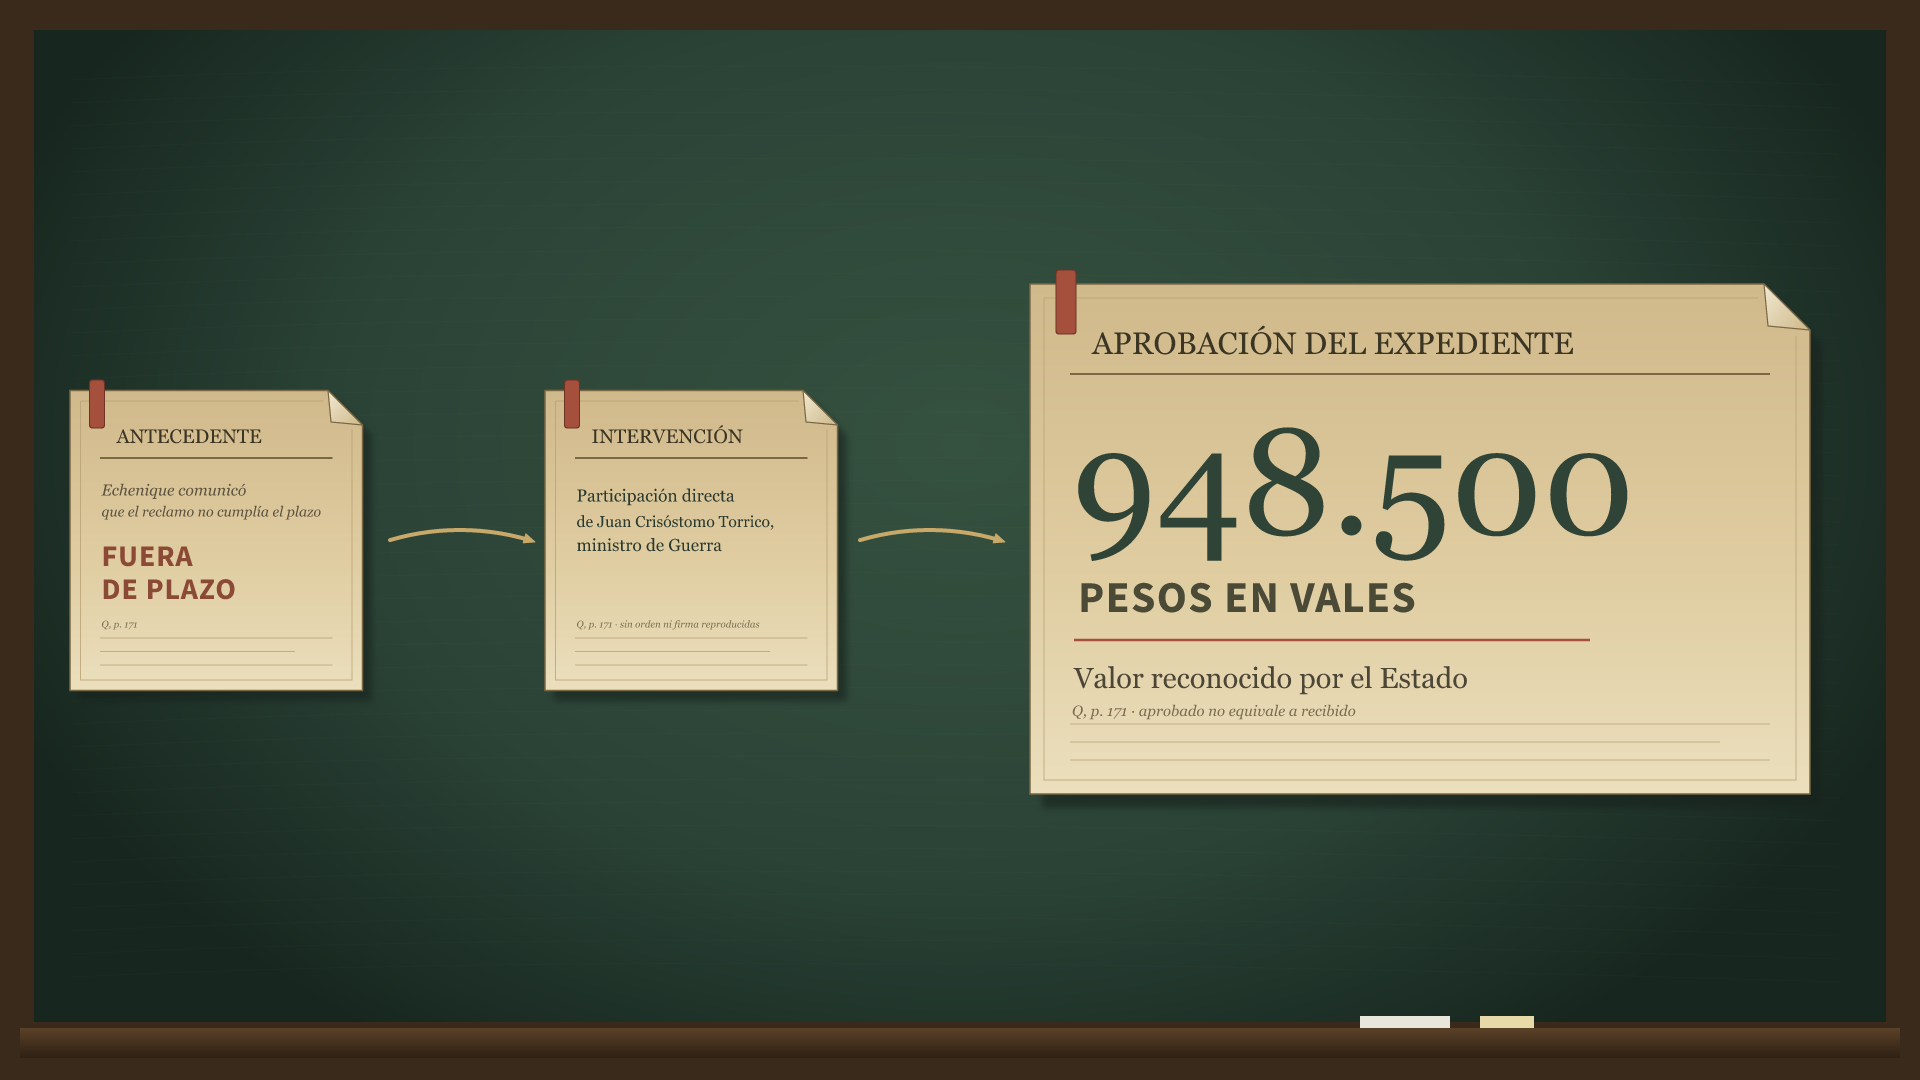 ANTECEDENTE
Echenique comunicó
que el reclamo no cumplía el plazo
FUERA
DE PLAZO
Q, p. 171
INTERVENCIÓN
Participación directa
de Juan Crisóstomo Torrico,
ministro de Guerra
Q, p. 171 · sin orden ni firma reproducidas
APROBACIÓN DEL EXPEDIENTE
948.500
PESOS EN VALES
Valor reconocido por el Estado
Q, p. 171 · aprobado no equivale a recibido